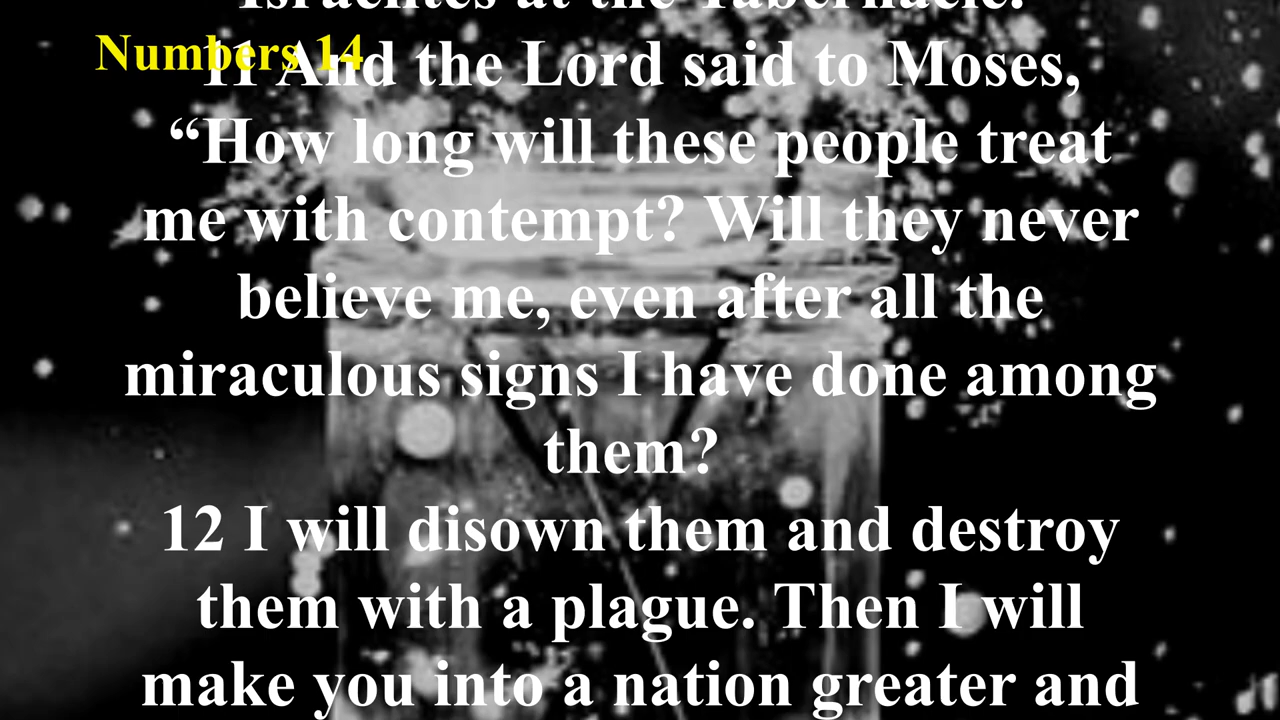 Israelites at the Tabernacle.
Numbers 14
11 And the Lord said to Moses,
“How long will these people treat
me with contempt? Will they never
believe me, even after all the
miraculous signs I have done among
them?
12 I will disown them and destroy
them with a plague. Then I will
make you into a nation greater and